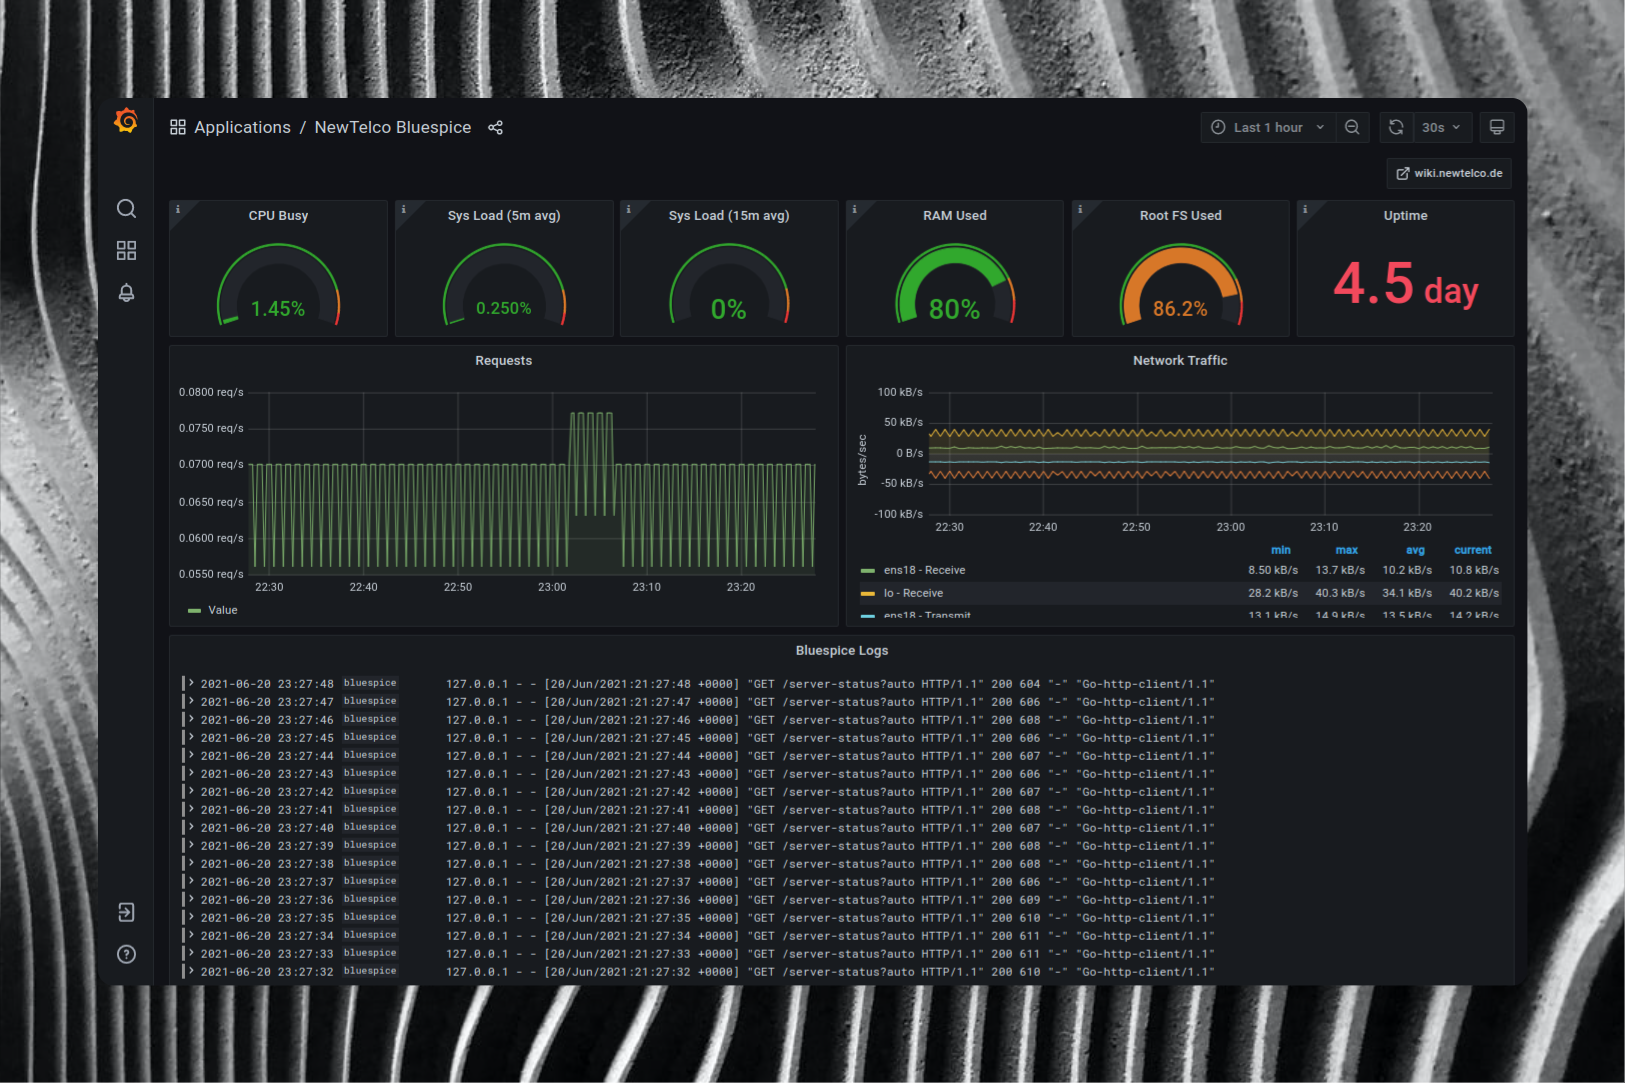 Applications / NewTelco Bluespice
Last 1 hour
30s
wiki.newtelco.de
i CPU Busy
1.45%
i Sys Load (5m avg)
0.250%
i Sys Load (15m avg)
0%
i RAM Used
80%
i Root FS Used
86.2%
i Uptime
4.5 day
Requests
0.0800 req/s
0.0750 req/s
0.0700 req/s
0.0650 req/s
0.0600 req/s
0.0550 req/s
22:30 22:40 22:50 23:00 23:10 23:20
Value
Network Traffic
bytes/sec
100 kB/s
50 kB/s
0 B/s
-50 kB/s
-100 kB/s
22:30 22:40 22:50 23:00 23:10 23:20
min max avg current
ens18 - Receive 8.50 kB/s 13.7 kB/s 10.2 kB/s 10.8 kB/s
lo - Receive 28.2 kB/s 40.3 kB/s 34.1 kB/s 40.2 kB/s
ens18 - Transmit 13.1 kB/s 14.9 kB/s 13.5 kB/s 14.2 kB/s
Bluespice Logs
2021-06-20 23:27:48 bluespice 127.0.0.1 - - [20/Jun/2021:21:27:48 +0000] "GET /server-status?auto HTTP/1.1" 200 604 "-" "Go-http-client/1.1"
2021-06-20 23:27:47 bluespice 127.0.0.1 - - [20/Jun/2021:21:27:47 +0000] "GET /server-status?auto HTTP/1.1" 200 606 "-" "Go-http-client/1.1"
2021-06-20 23:27:46 bluespice 127.0.0.1 - - [20/Jun/2021:21:27:46 +0000] "GET /server-status?auto HTTP/1.1" 200 608 "-" "Go-http-client/1.1"
2021-06-20 23:27:45 bluespice 127.0.0.1 - - [20/Jun/2021:21:27:45 +0000] "GET /server-status?auto HTTP/1.1" 200 606 "-" "Go-http-client/1.1"
2021-06-20 23:27:44 bluespice 127.0.0.1 - - [20/Jun/2021:21:27:44 +0000] "GET /server-status?auto HTTP/1.1" 200 607 "-" "Go-http-client/1.1"
2021-06-20 23:27:43 bluespice 127.0.0.1 - - [20/Jun/2021:21:27:43 +0000] "GET /server-status?auto HTTP/1.1" 200 606 "-" "Go-http-client/1.1"
2021-06-20 23:27:42 bluespice 127.0.0.1 - - [20/Jun/2021:21:27:42 +0000] "GET /server-status?auto HTTP/1.1" 200 607 "-" "Go-http-client/1.1"
2021-06-20 23:27:41 bluespice 127.0.0.1 - - [20/Jun/2021:21:27:41 +0000] "GET /server-status?auto HTTP/1.1" 200 608 "-" "Go-http-client/1.1"
2021-06-20 23:27:40 bluespice 127.0.0.1 - - [20/Jun/2021:21:27:40 +0000] "GET /server-status?auto HTTP/1.1" 200 607 "-" "Go-http-client/1.1"
2021-06-20 23:27:39 bluespice 127.0.0.1 - - [20/Jun/2021:21:27:39 +0000] "GET /server-status?auto HTTP/1.1" 200 608 "-" "Go-http-client/1.1"
2021-06-20 23:27:38 bluespice 127.0.0.1 - - [20/Jun/2021:21:27:38 +0000] "GET /server-status?auto HTTP/1.1" 200 608 "-" "Go-http-client/1.1"
2021-06-20 23:27:37 bluespice 127.0.0.1 - - [20/Jun/2021:21:27:37 +0000] "GET /server-status?auto HTTP/1.1" 200 606 "-" "Go-http-client/1.1"
2021-06-20 23:27:36 bluespice 127.0.0.1 - - [20/Jun/2021:21:27:36 +0000] "GET /server-status?auto HTTP/1.1" 200 609 "-" "Go-http-client/1.1"
2021-06-20 23:27:35 bluespice 127.0.0.1 - - [20/Jun/2021:21:27:35 +0000] "GET /server-status?auto HTTP/1.1" 200 610 "-" "Go-http-client/1.1"
2021-06-20 23:27:34 bluespice 127.0.0.1 - - [20/Jun/2021:21:27:34 +0000] "GET /server-status?auto HTTP/1.1" 200 611 "-" "Go-http-client/1.1"
2021-06-20 23:27:33 bluespice 127.0.0.1 - - [20/Jun/2021:21:27:33 +0000] "GET /server-status?auto HTTP/1.1" 200 611 "-" "Go-http-client/1.1"
2021-06-20 23:27:32 bluespice 127.0.0.1 - - [20/Jun/2021:21:27:32 +0000] "GET /server-status?auto HTTP/1.1" 200 610 "-" "Go-http-client/1.1"